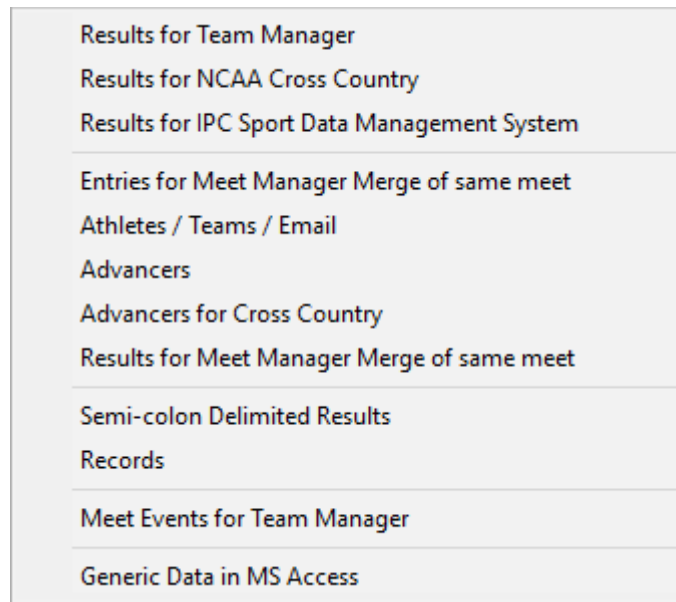 Results for Team Manager
Results for NCAA Cross Country
Results for IPC Sport Data Management System
Entries for Meet Manager Merge of same meet
Athletes / Teams / Email
Advancers
Advancers for Cross Country
Results for Meet Manager Merge of same meet
Semi-colon Delimited Results
Records
Meet Events for Team Manager
Generic Data in MS Access